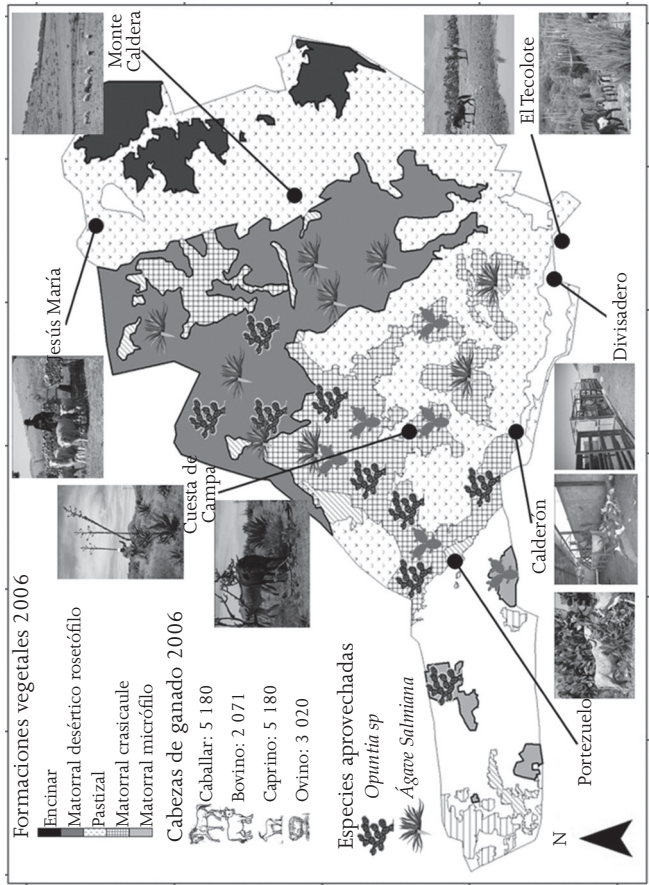 Formaciones vegetales 2006
Encinar
Matorral desértico rosetófilo
Pastizal
Matorral crasicaule
Matorral micrófilo
Cabezas de ganado 2006
Caballar: 5 180
Bovino: 2 071
Caprino: 5 180
Ovino: 3 020
Especies aprovechadas
Opuntia sp
Ágave Salmiana
N
Cuesta de
Campa
esús María
Monte
Caldera
Portezuelo
Calderón
Divisadero
El Tecolote